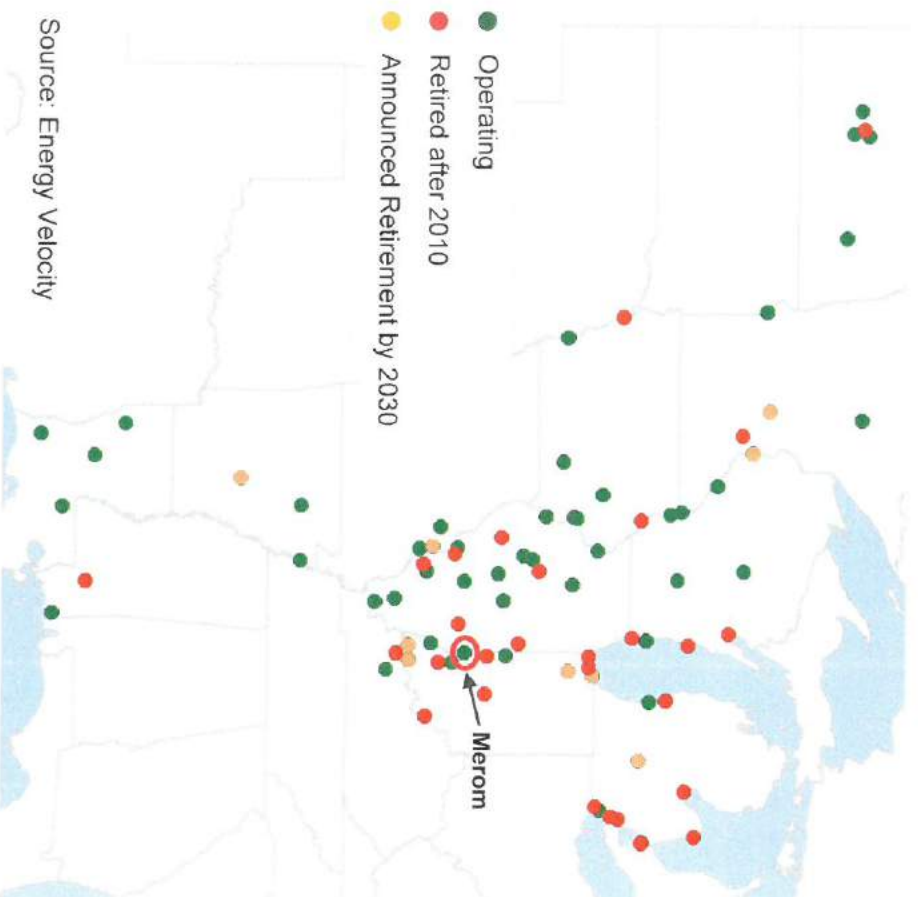 Operating
Retired after 2010
Announced Retirement by 2030
Source: Energy Velocity
Merom